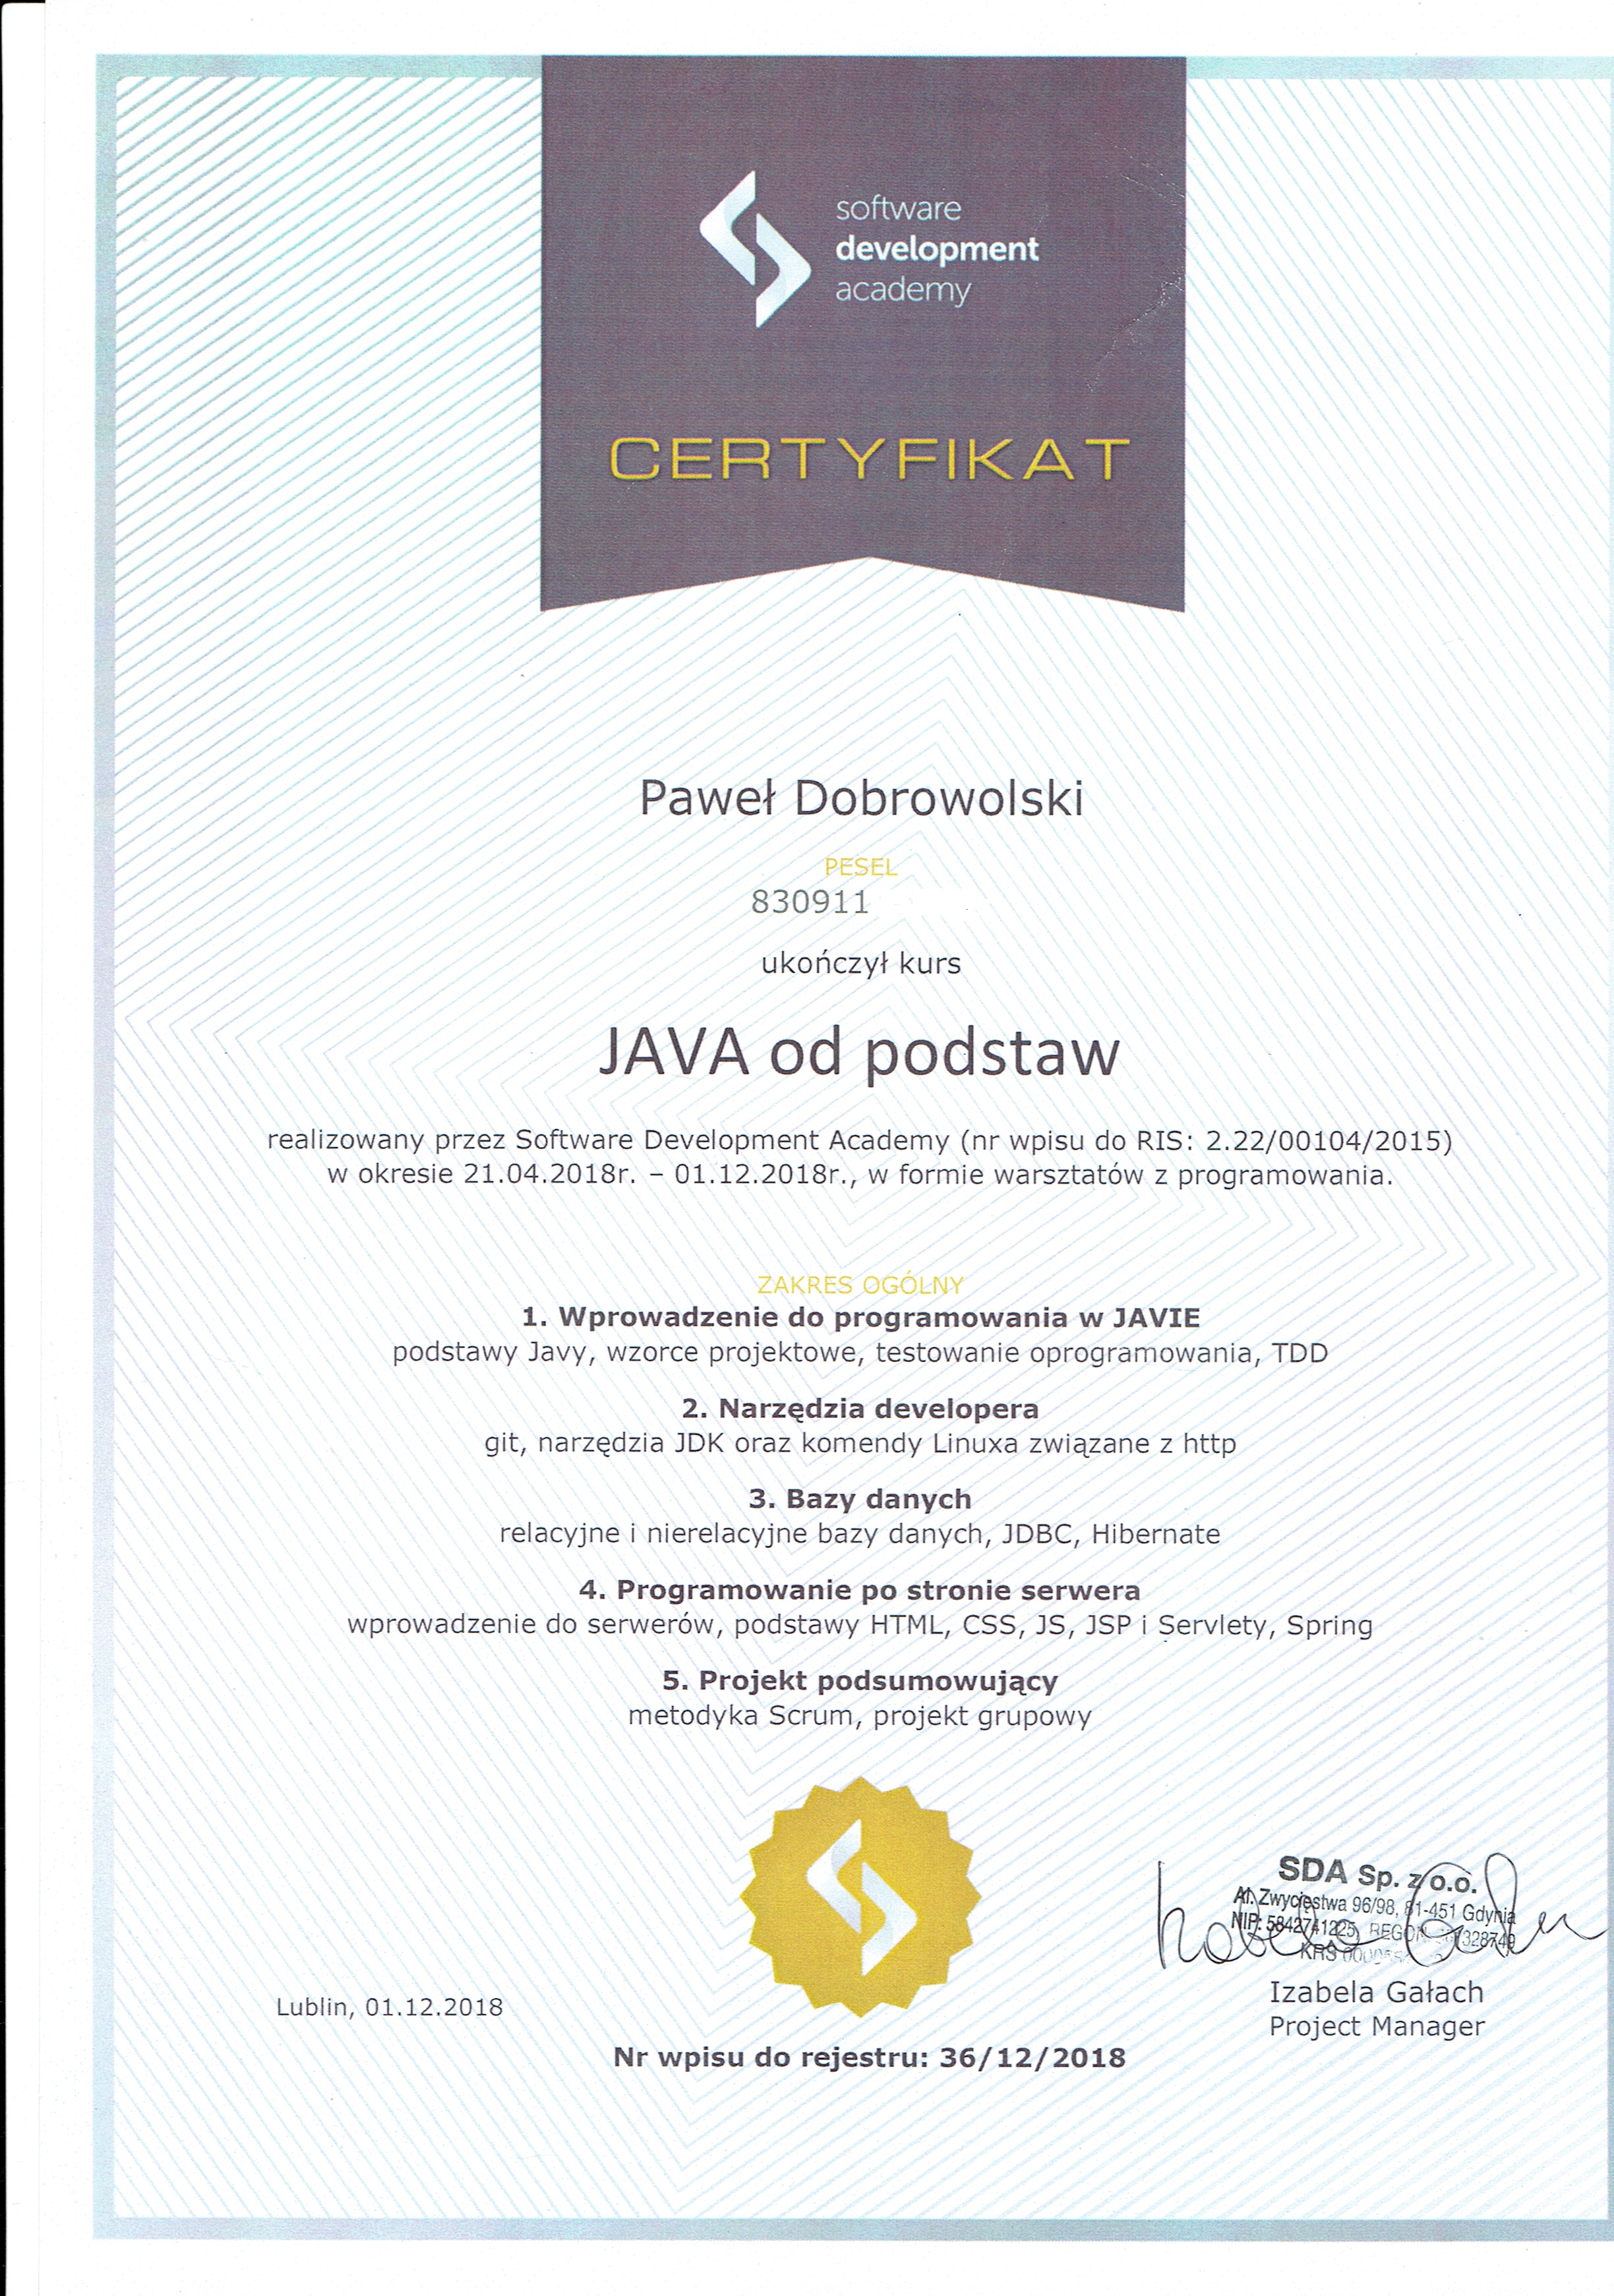 software
development
academy
CERTYFIKAT
Paweł Dobrowolski
PESEL
830911
ukończył kurs
JAVA od podstaw
realizowany przez Software Development Academy (nr wpisu do RIS: 2.22/00104/2015)
w okresie 21.04.2018r. – 01.12.2018r., w formie warsztatów z programowania.
ZAKRES OGÓLNY
1. Wprowadzenie do programowania w JAVIE
podstawy Javy, wzorce projektowe, testowanie oprogramowania, TDD
2. Narzędzia developera
git, narzędzia JDK oraz komendy Linuxa związane z http
3. Bazy danych
relacyjne i nierelacyjne bazy danych, JDBC, Hibernate
4. Programowanie po stronie serwera
wprowadzenie do serwerów, podstawy HTML, CSS, JS, JSP i Servlety, Spring
5. Projekt podsumowujący
metodyka Scrum, projekt grupowy
SDA Sp. z o.o.
Al. Zwycięstwa 96/98, 81-451 Gdynia
NIP: 5842741225, REGON
KRS
Izabela Gałach
Project Manager
Lublin, 01.12.2018
Nr wpisu do rejestru: 36/12/2018